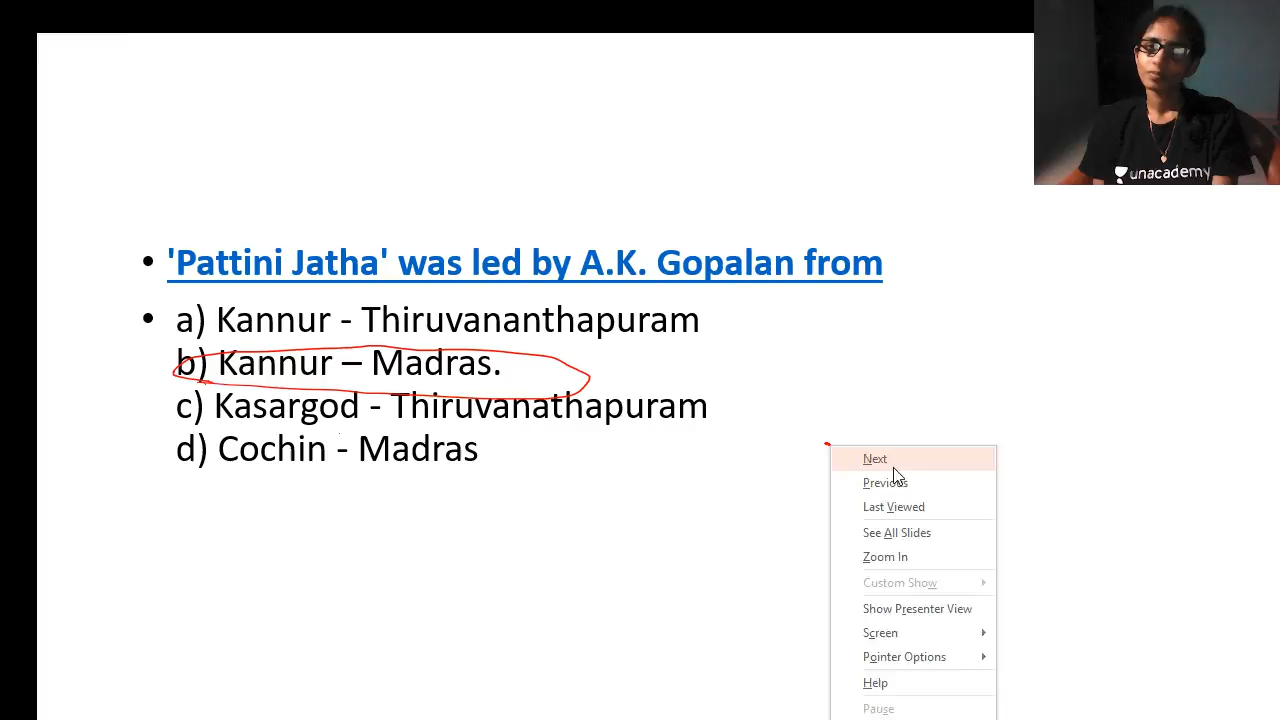 unacademy
• 'Pattini Jatha' was led by A.K. Gopalan from
• a) Kannur - Thiruvananthapuram
b) Kannur – Madras.
c) Kasargod - Thiruvanathapuram
d) Cochin - Madras
Next
Previous
Last Viewed
See All Slides
Zoom In
Custom Show
Show Presenter View
Screen
Pointer Options
Help
Pause